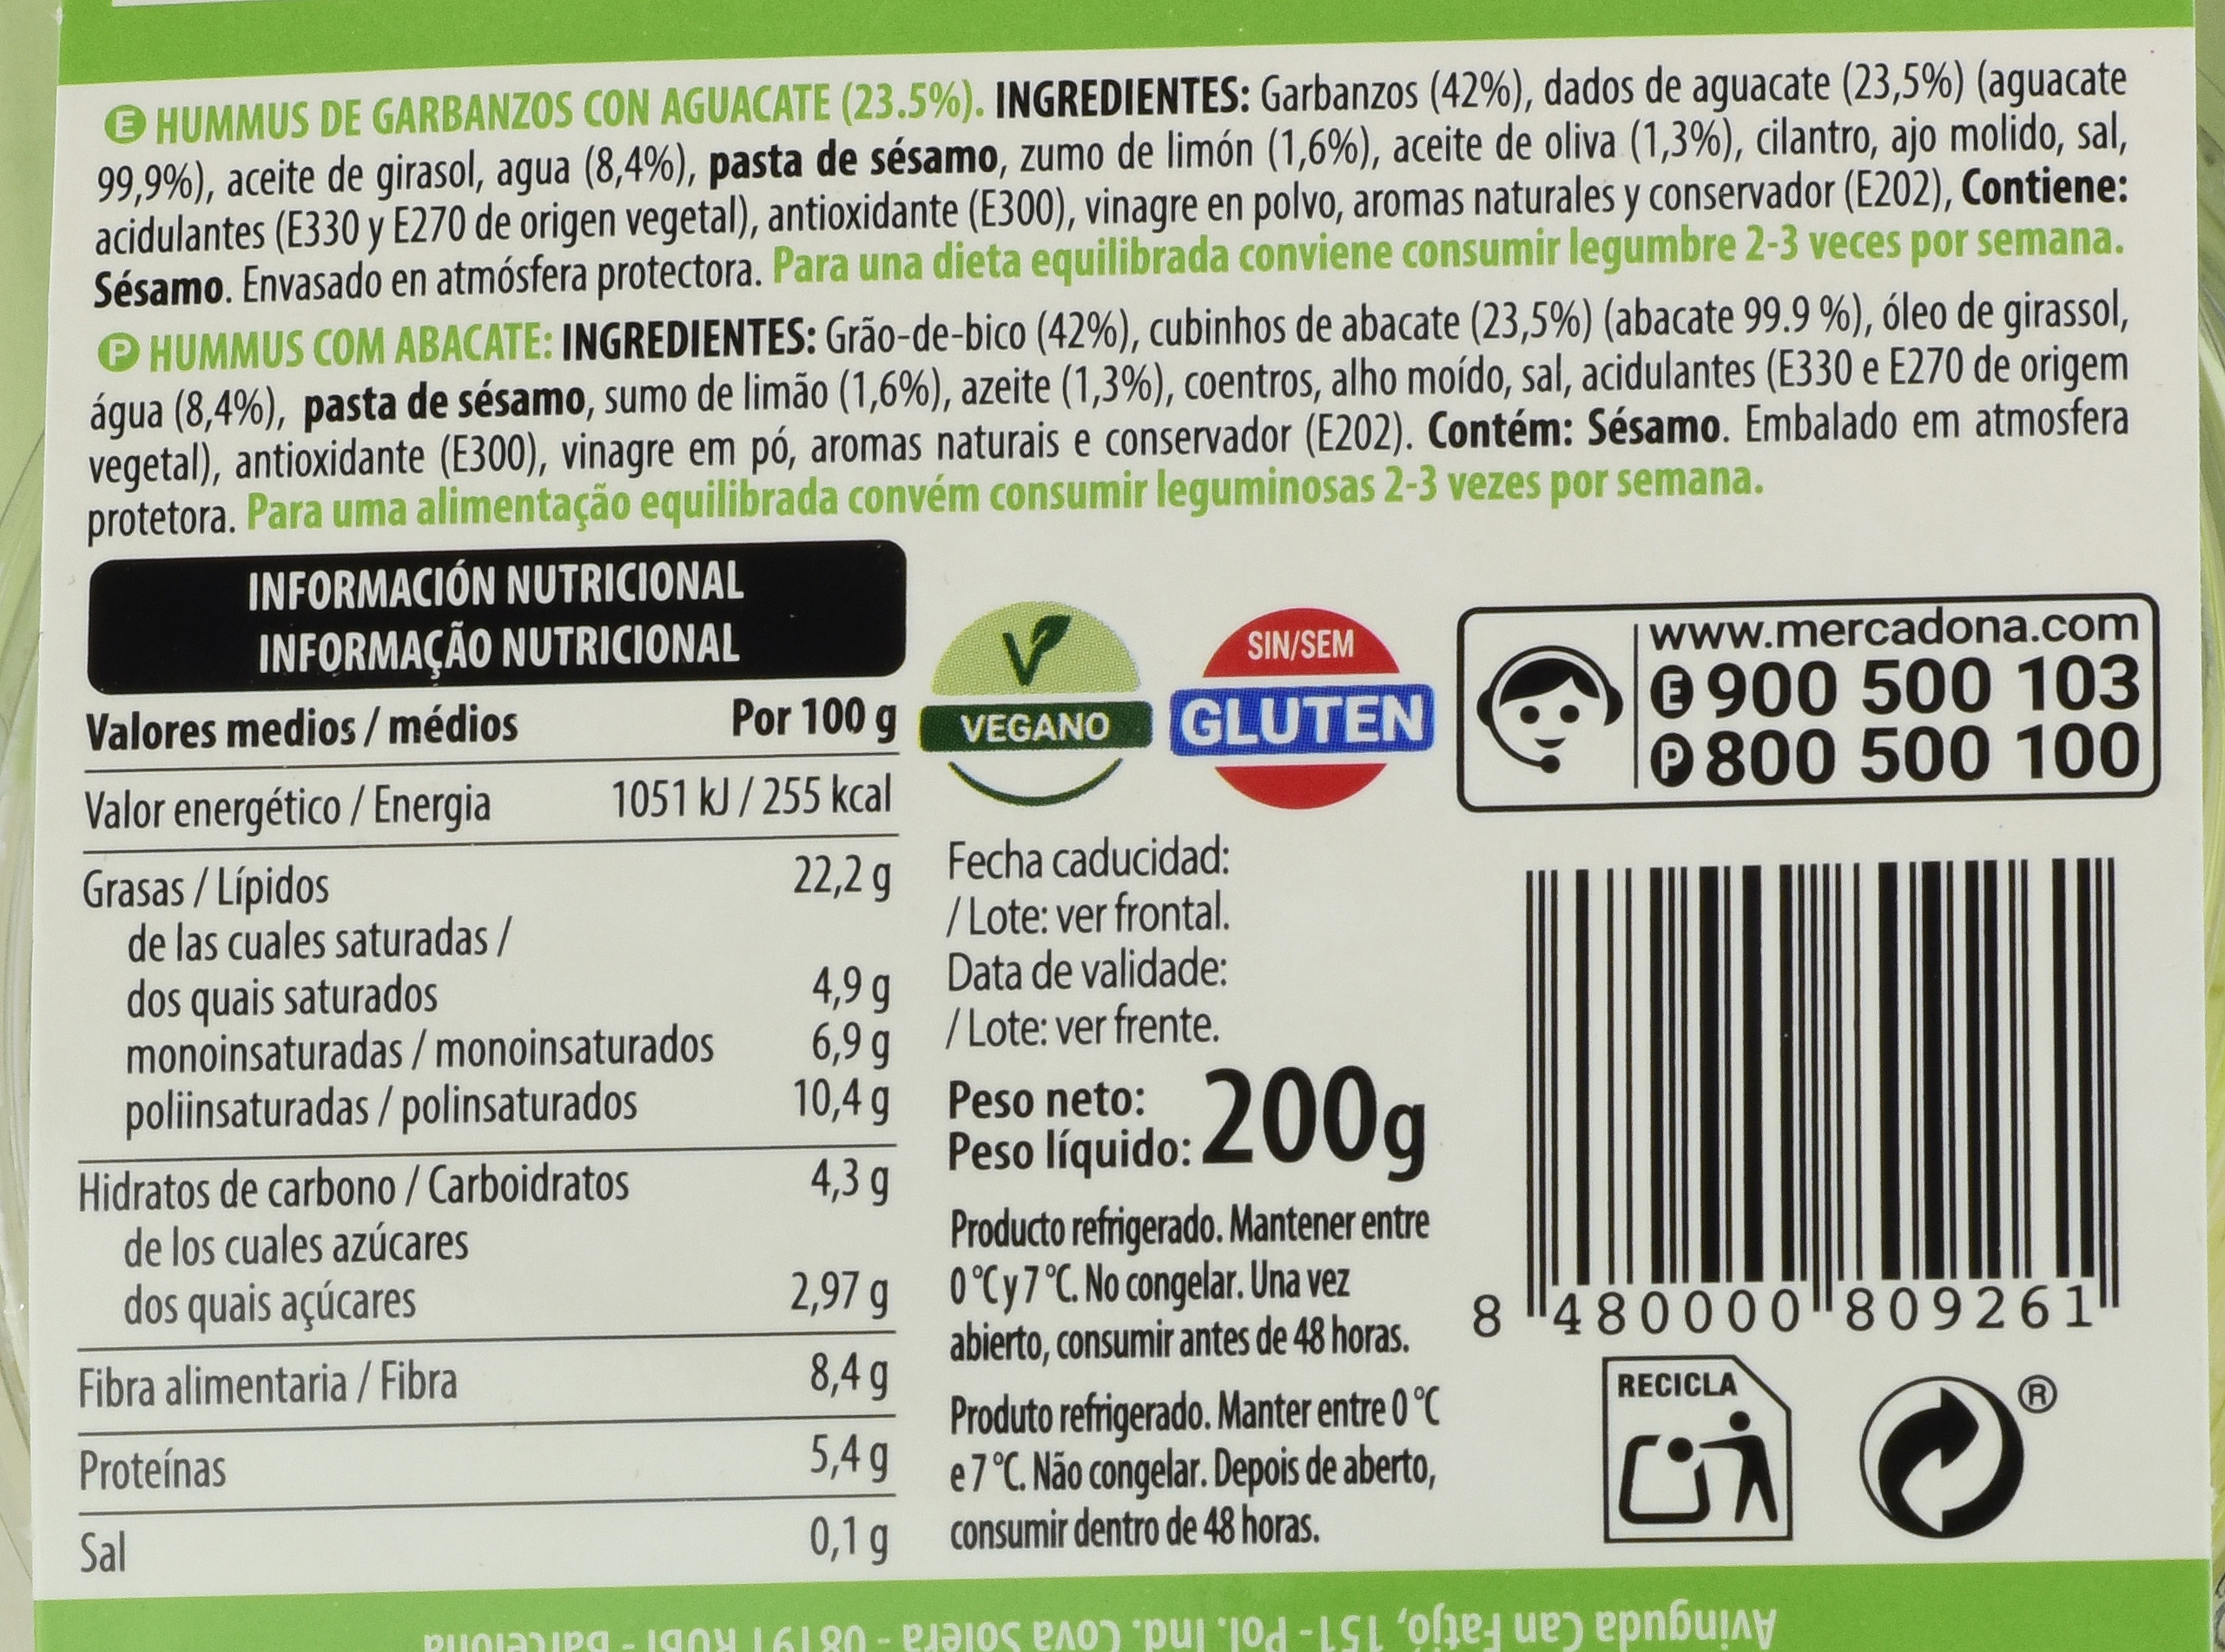 E HUMMUS DE GARBANZOS CON AGUACATE (23.5%). INGREDIENTES: Garbanzos (42%), dados de aguacate (23,5%) (aguacate
99,9%), aceite de girasol, agua (8,4%), pasta de sésamo, zumo de limón (1,6%), aceite de oliva (1,3%), cilantro, ajo molido, sal,
acidulantes (E330 y E270 de origen vegetal), antioxidante (E300), vinagre en polvo, aromas naturales y conservador (E202), Contiene:
Sésamo. Envasado en atmósfera protectora. Para una dieta equilibrada conviene consumir legumbre 2-3 veces por semana.
P HUMMUS COM ABACATE: INGREDIENTES: Grão-de-bico (42%), cubinhos de abacate (23,5%) (abacate 99.9 %), óleo de girassol,
água (8,4%), pasta de sésamo, sumo de limão (1,6%), azeite (1,3%), coentros, alho moído, sal, acidulantes (E330 e E270 de origem
vegetal), antioxidante (E300), vinagre em pó, aromas naturais e conservador (E202). Contém: Sésamo. Embalado em atmosfera
protetora. Para uma alimentação equilibrada convém consumir leguminosas 2-3 vezes por semana.
INFORMACIÓN NUTRICIONAL
INFORMAÇÃO NUTRICIONAL
Valores medios / médios Por 100 g
Valor energético / Energia 1051 kJ / 255 kcal
Grasas / Lípidos 22,2 g
de las cuales saturadas /
dos quais saturados 4,9 g
monoinsaturadas / monoinsaturados 6,9 g
poliinsaturadas / polinsaturados 10,4 g
Hidratos de carbono / Carboidratos 4,3 g
de los cuales azúcares
dos quais açúcares 2,97 g
Fibra alimentaria / Fibra 8,4 g
Proteínas 5,4 g
Sal 0,1 g
VEGANO
SIN/SEM
GLUTEN
www.mercadona.com
E 900 500 103
P 800 500 100
Fecha caducidad:
/ Lote: ver frontal.
Data de validade:
/ Lote: ver frente.
Peso neto:
Peso líquido: 200g
Producto refrigerado. Mantener entre
0 °C y 7 °C. No congelar. Una vez
abierto, consumir antes de 48 horas.
Produto refrigerado. Manter entre 0 °C
e 7 °C. Não congelar. Depois de aberto,
consumir dentro de 48 horas.
8 480000 809261
RECICLA
®
Avinguda Can Fatjó, 151 - Pol. Ind. Cova Solera - 08191 Rubí - Barcelona